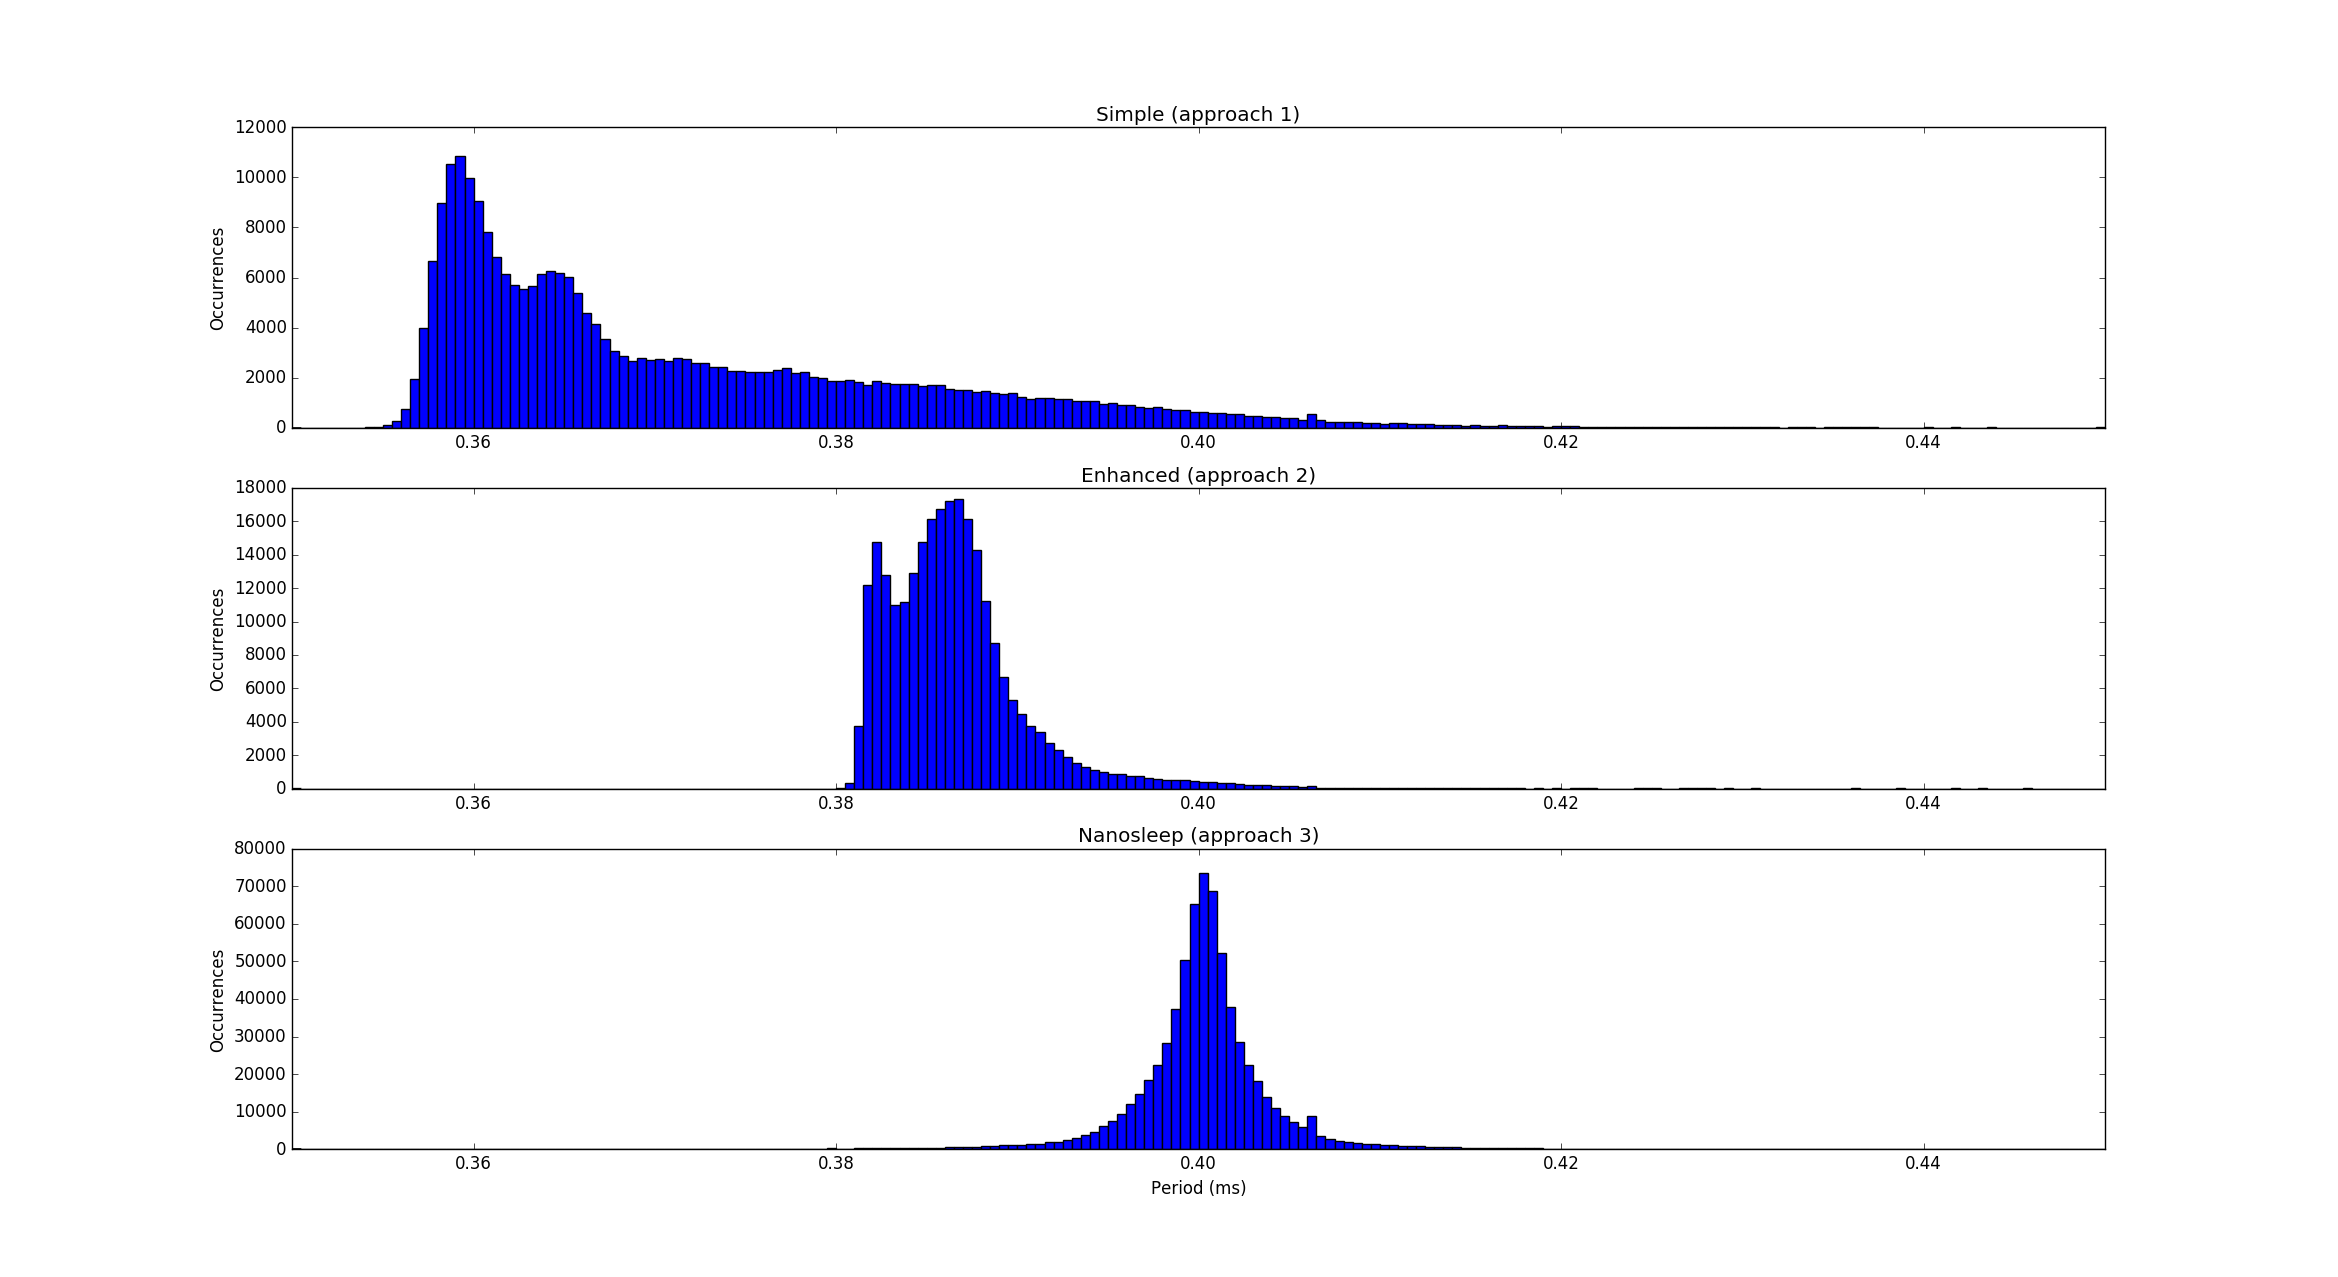 Simple (approach 1)
12000
10000
8000
6000
4000
2000
0
Occurrences
0.36 0.38 0.40 0.42 0.44
Enhanced (approach 2)
18000
16000
14000
12000
10000
8000
6000
4000
2000
0
Occurrences
0.36 0.38 0.40 0.42 0.44
Nanosleep (approach 3)
80000
70000
60000
50000
40000
30000
20000
10000
0
Occurrences
0.36 0.38 0.40 0.42 0.44
Period (ms)